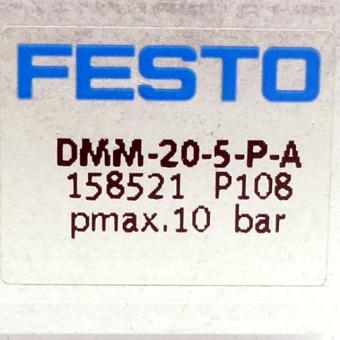 FESTO
DMM-20-5-P-A
158521 P108
pmax.10 bar